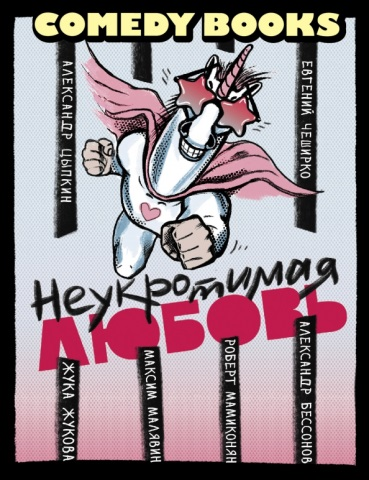 COMEDY BOOKS
АЛЕКСАНДР ЦЫПКИН
ЕВГЕНИЙ ЧЕШИРКО
Неукротимая
ЛЮБОВЬ
ЖУКА ЖУКОВА
МАКСИМ МАЛЯВИН
РОБЕРТ МАМИКОНЯН
АЛЕКСАНДР БЕССОНОВ